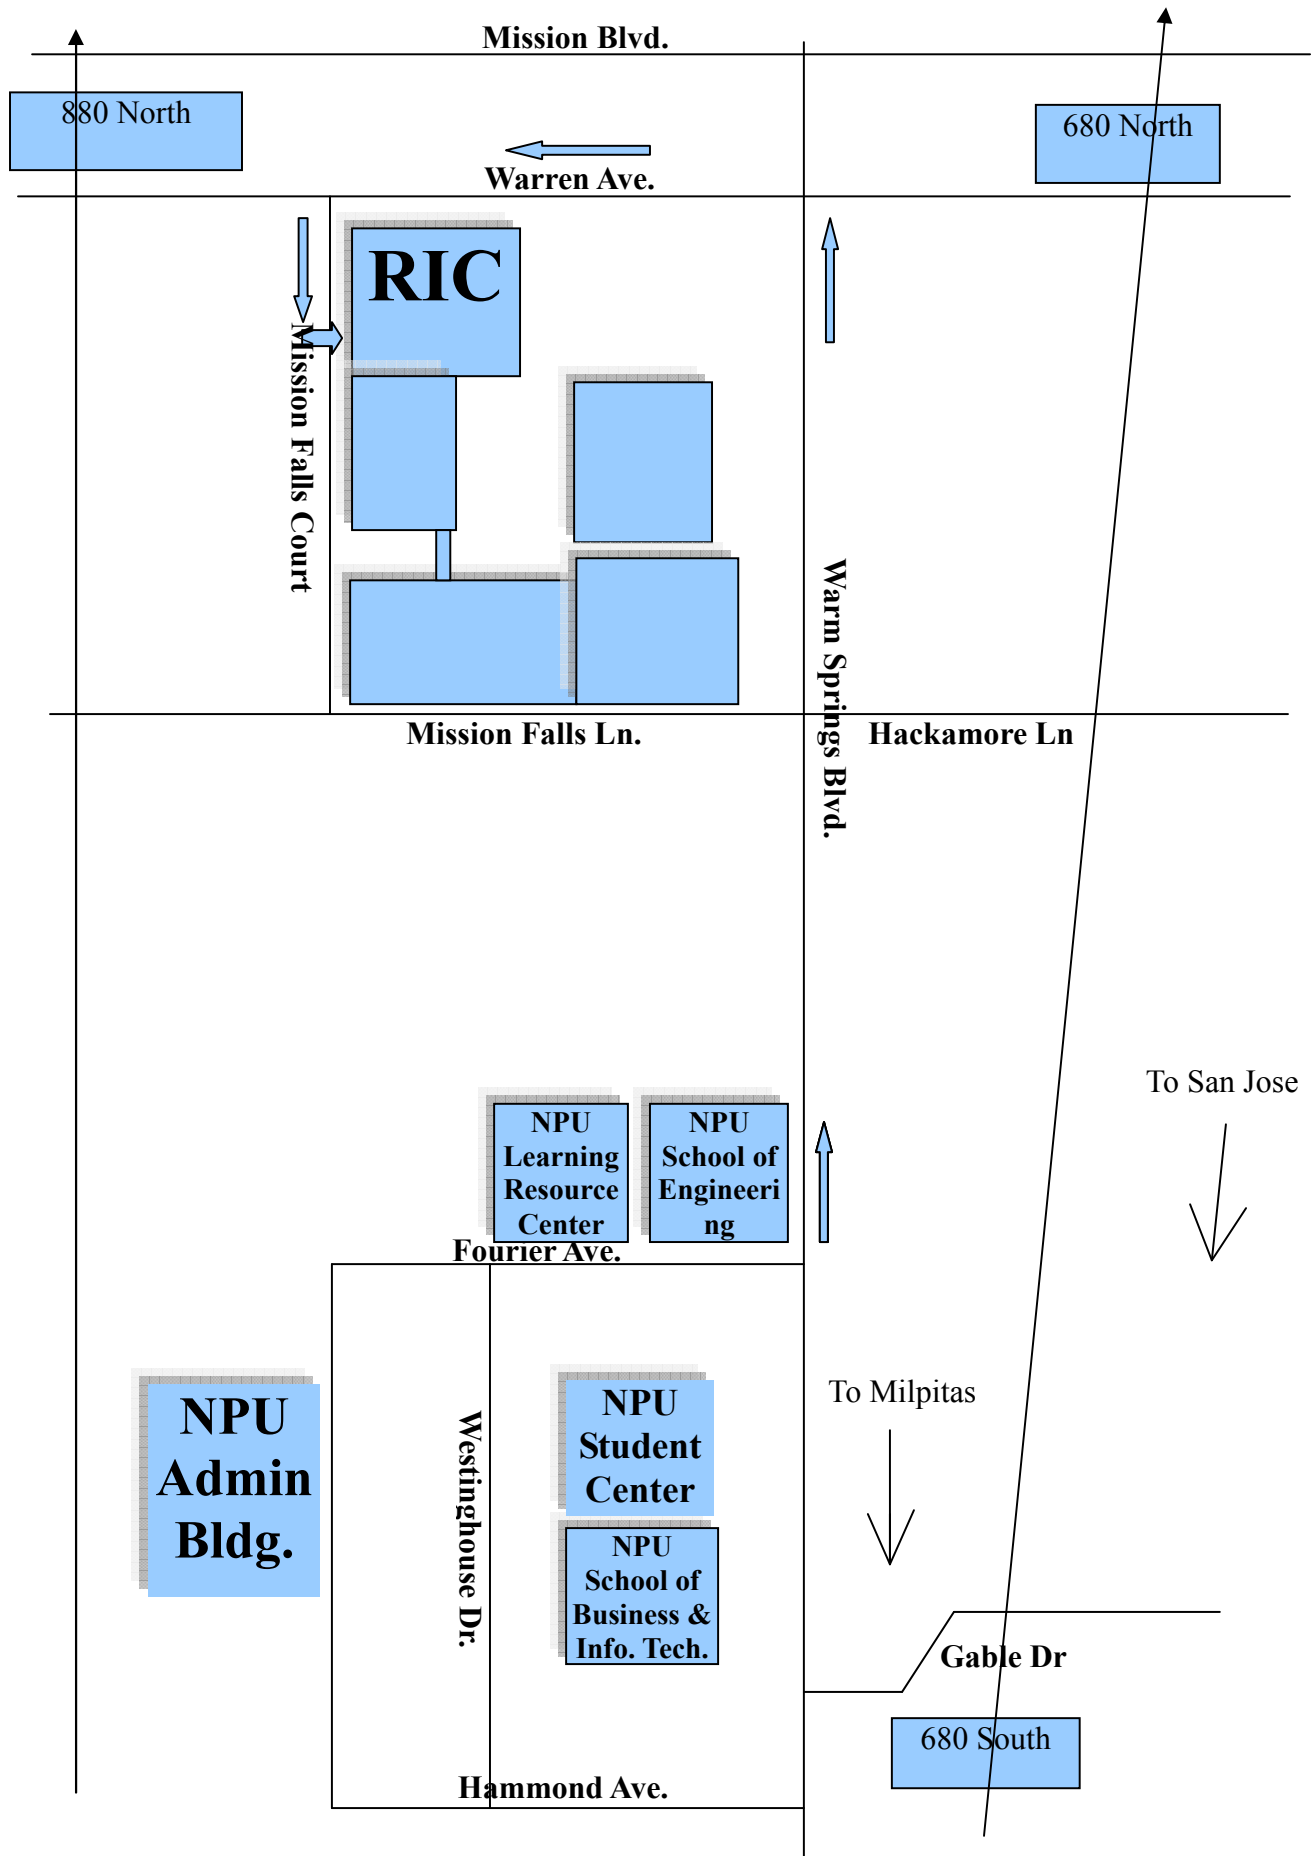 Mission Blvd.
880 North
680 North
Warren Ave.
RIC
Mission Falls Court
Warm Springs Blvd.
Mission Falls Ln.
Hackamore Ln
To San Jose
NPU
Learning
Resource
Center
NPU
School of
Engineeri
ng
Fourier Ave.
To Milpitas
NPU
Admin
Bldg.
Westinghouse Dr.
NPU
Student
Center
NPU
School of
Business &
Info. Tech.
Gable Dr
680 South
Hammond Ave.